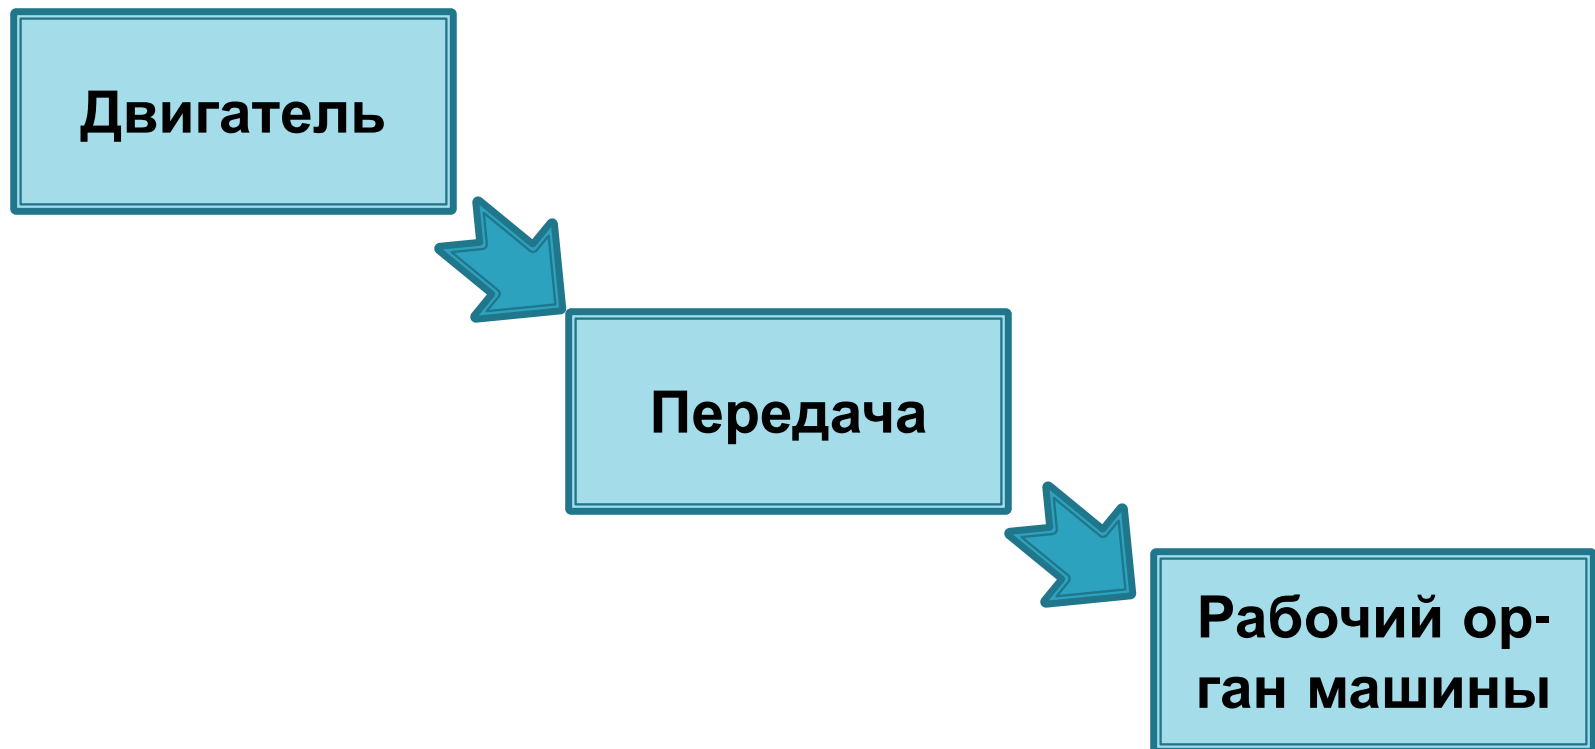 Двигатель
Передача
Рабочий ор-
ган машины